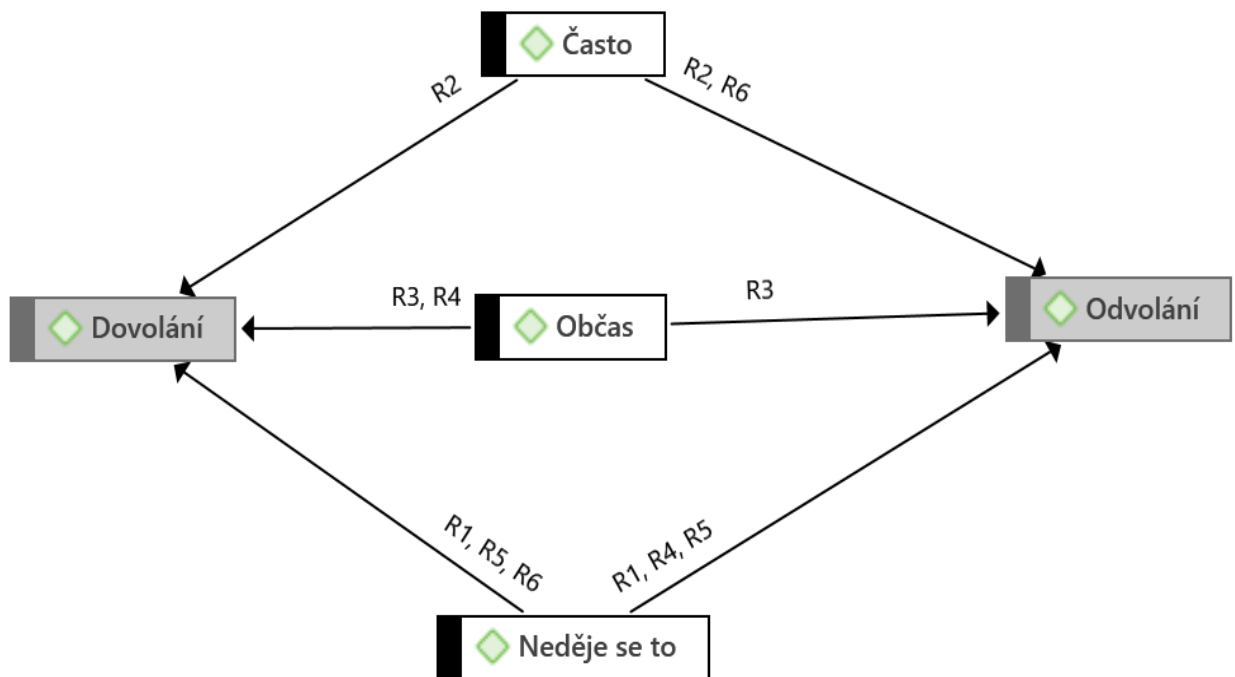 Často
R2
R2, R6
Dovolání
R3, R4
Občas
R3
Odvolání
R1, R5, R6
R1, R4, R5
Neděje se to